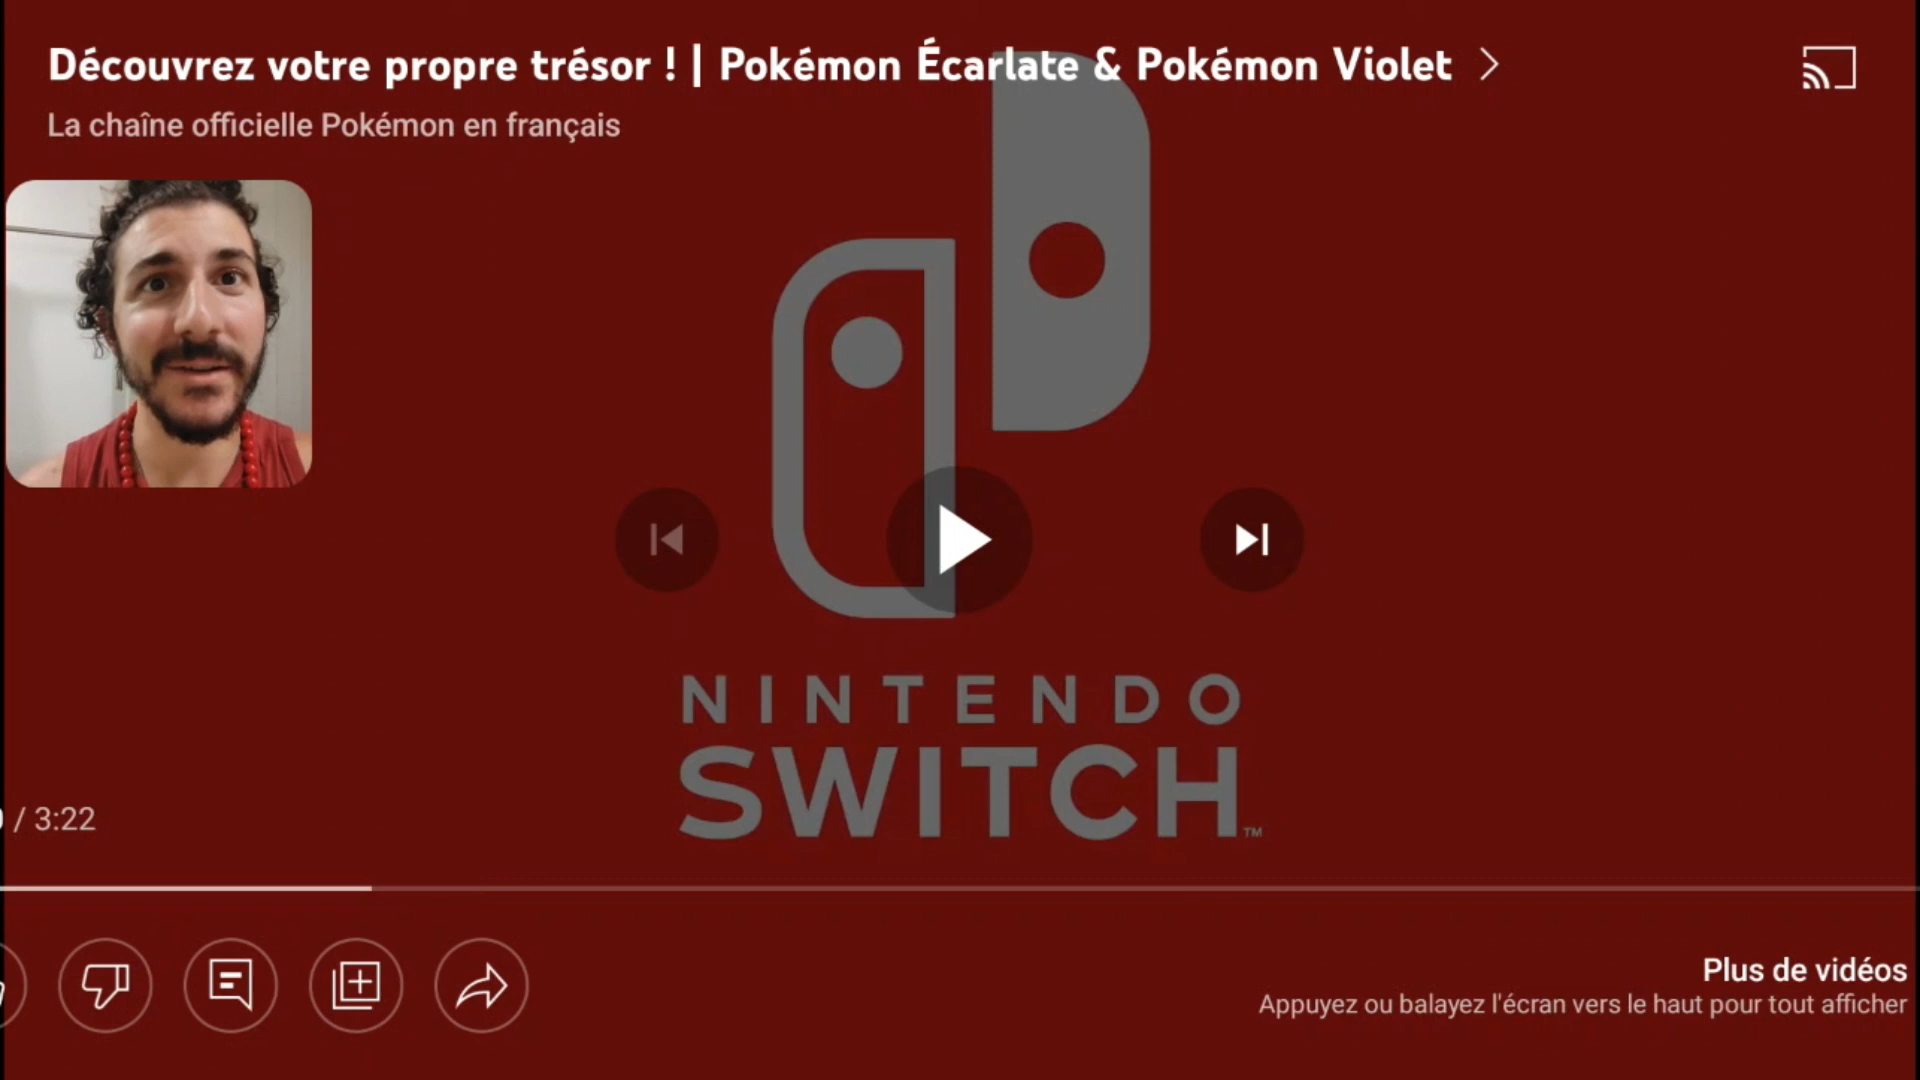 Découvrez votre propre trésor ! | Pokémon Écarlate & Pokémon Violet
La chaîne officielle Pokémon en français
NINTENDO
SWITCH™
/ 3:22
Plus de vidéos
Appuyez ou balayez l'écran vers le haut pour tout afficher